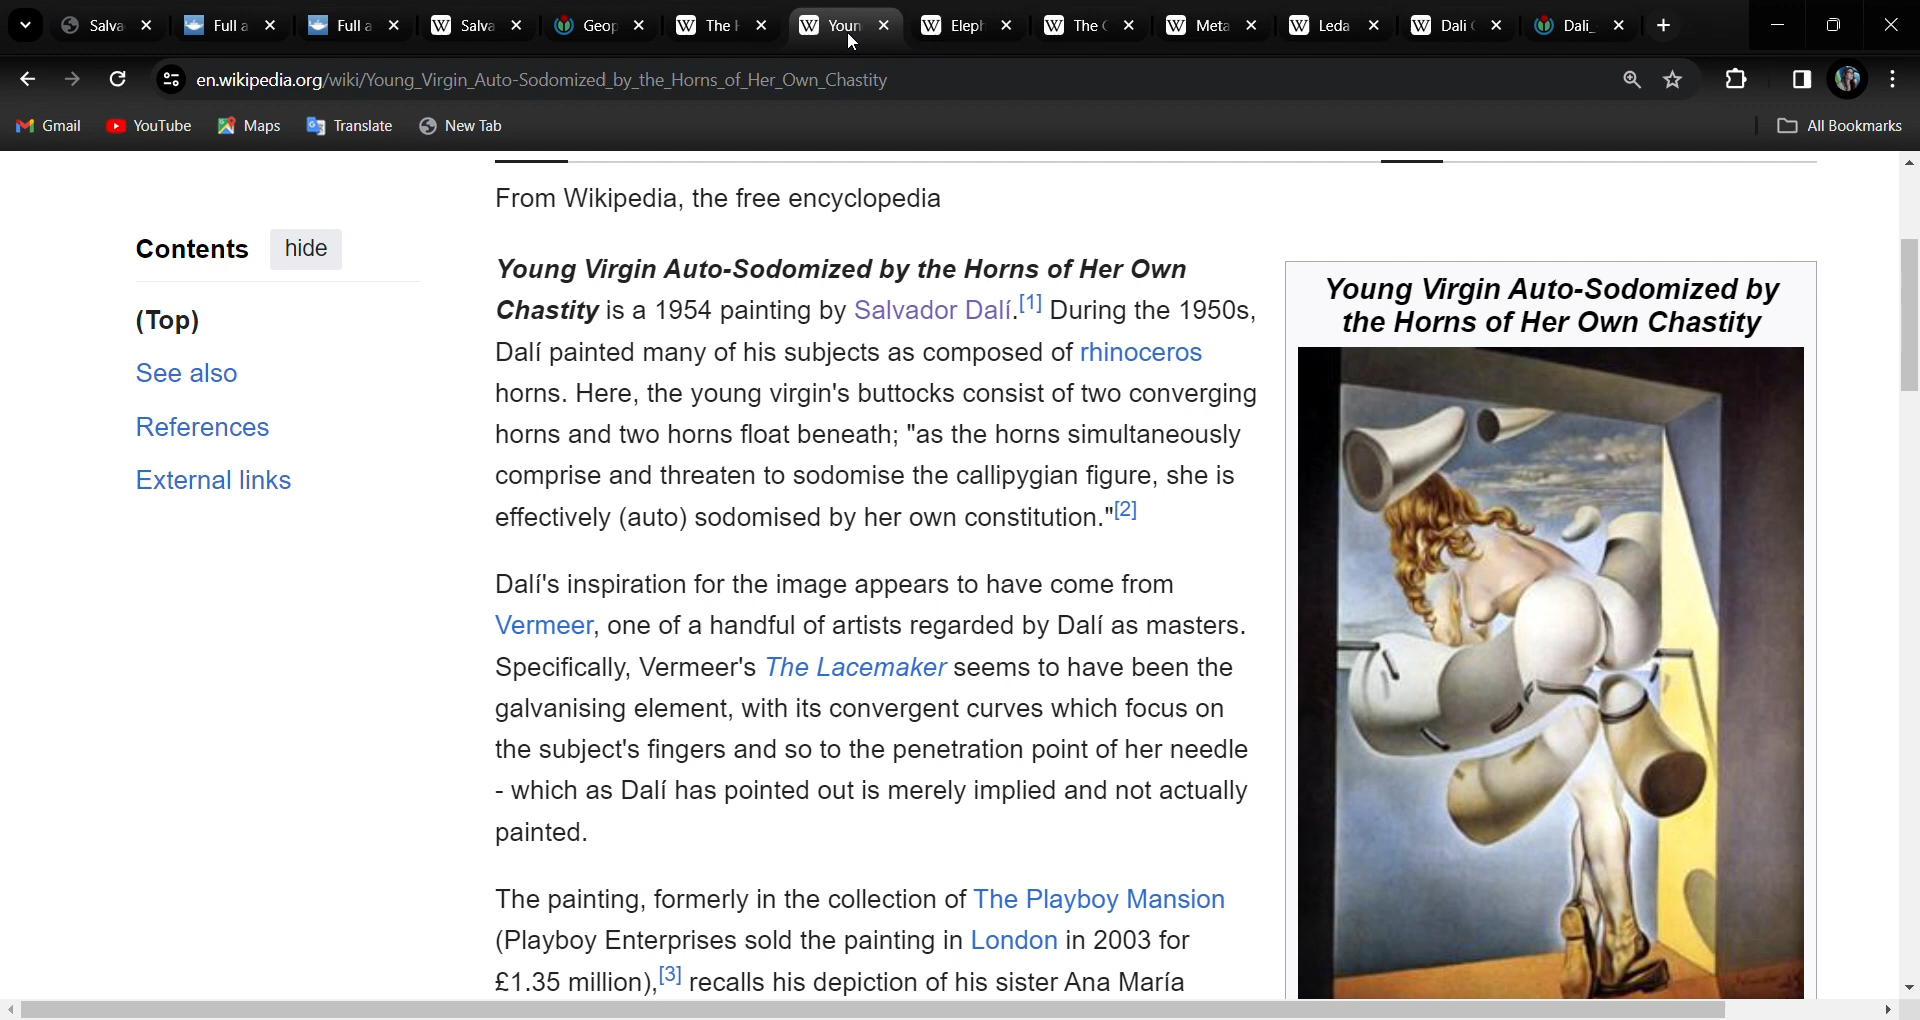 Salva
Full a
Full a
Salva
Geop
The H
Youn
Eleph
The
Meta
Leda
Dali
Dali_
en.wikipedia.org/wiki/Young_Virgin_Auto-Sodomized_by_the_Horns_of_Her_Own_Chastity
Gmail YouTube Maps Translate New Tab All Bookmarks
From Wikipedia, the free encyclopedia
Contents hide
(Top)
See also
References
External links
Young Virgin Auto-Sodomized by the Horns of Her Own
Chastity is a 1954 painting by Salvador Dalí.[1] During the 1950s,
Dalí painted many of his subjects as composed of rhinoceros
horns. Here, the young virgin's buttocks consist of two converging
horns and two horns float beneath; "as the horns simultaneously
comprise and threaten to sodomise the callipygian figure, she is
effectively (auto) sodomised by her own constitution."[2]
Dalí's inspiration for the image appears to have come from
Vermeer, one of a handful of artists regarded by Dalí as masters.
Specifically, Vermeer's The Lacemaker seems to have been the
galvanising element, with its convergent curves which focus on
the subject's fingers and so to the penetration point of her needle
- which as Dalí has pointed out is merely implied and not actually
painted.
The painting, formerly in the collection of The Playboy Mansion
(Playboy Enterprises sold the painting in London in 2003 for
£1.35 million),[3] recalls his depiction of his sister Ana María
Young Virgin Auto-Sodomized by
the Horns of Her Own Chastity